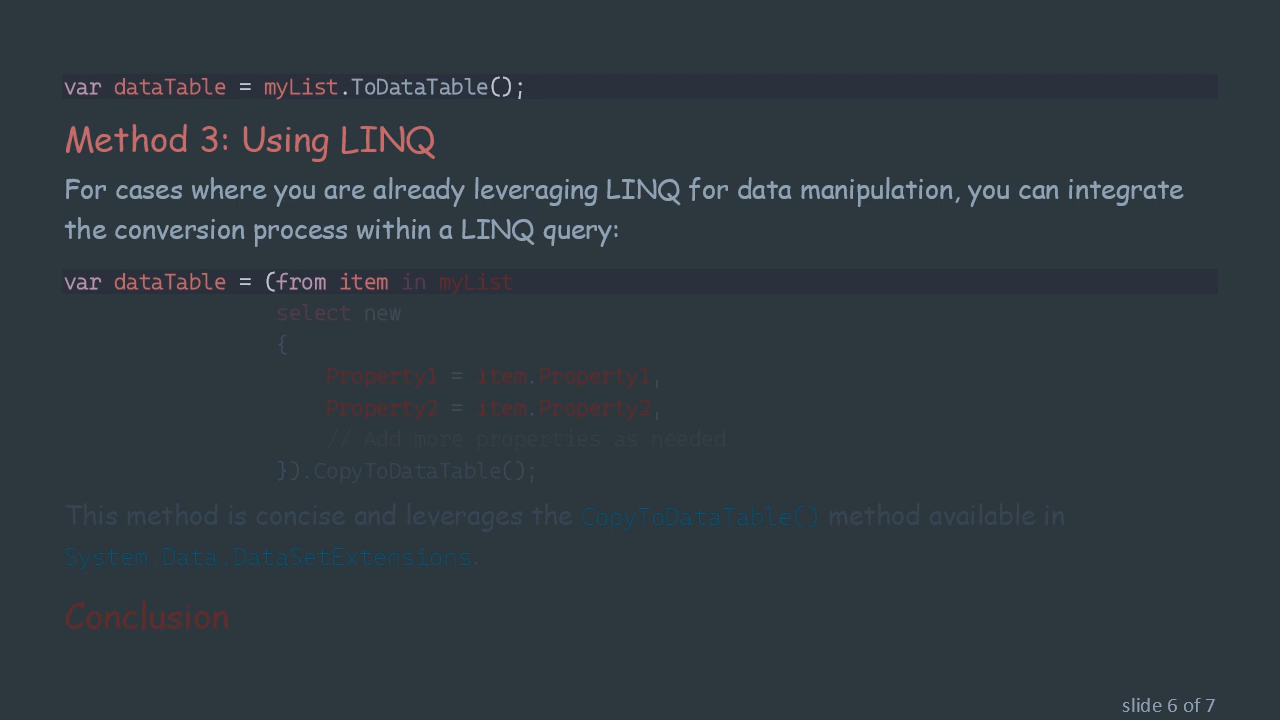 var dataTable = myList.ToDataTable();
Method 3: Using LINQ
For cases where you are already leveraging LINQ for data manipulation, you can integrate
the conversion process within a LINQ query:
var dataTable = (from item in myList
select new
{
Property1 = item.Property1,
Property2 = item.Property2,
// Add more properties as needed
}).CopyToDataTable();
This method is concise and leverages the CopyToDataTable() method available in
System.Data.DataSetExtensions.
Conclusion
slide 6 of 7